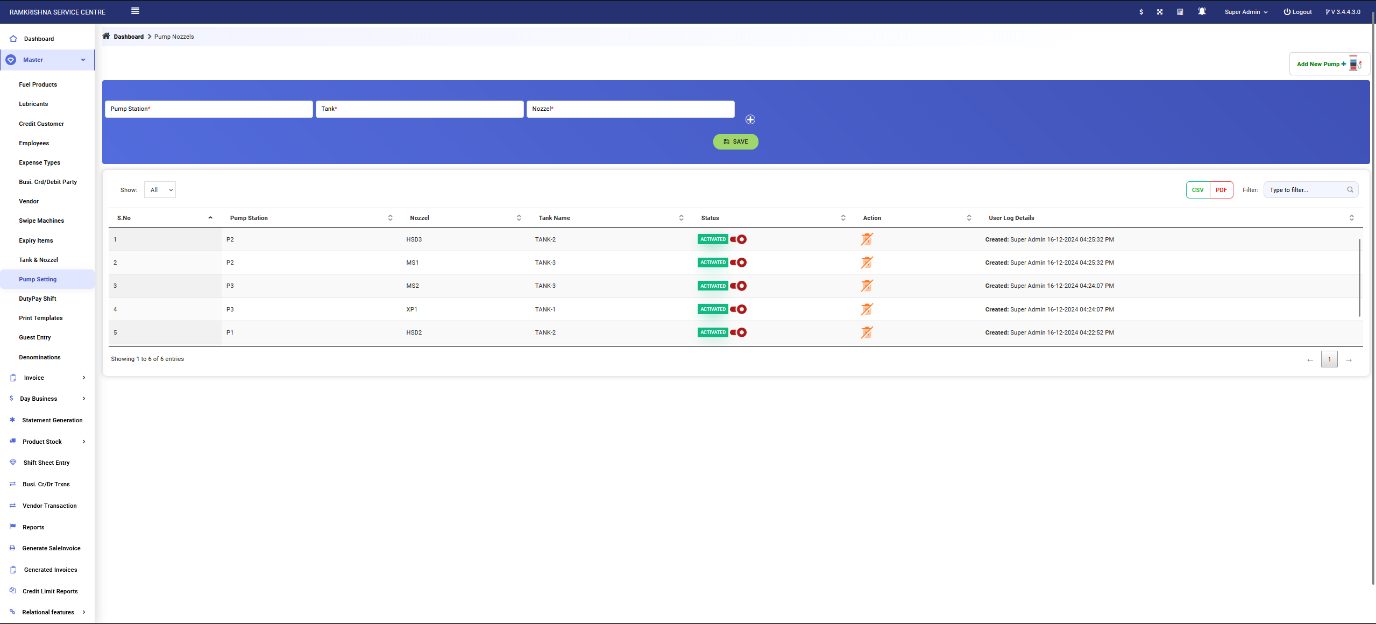 RAMKRISHNA SERVICE CENTRE
$ Super Admin Logout V 3.4.4.3.0
Dashboard
Master
Fuel Products
Lubricants
Credit Customer
Employees
Expense Types
Busi. Crd/Debit Party
Vendor
Swipe Machines
Expiry Items
Tank & Nozzel
Pump Setting
DutyPay Shift
Print Templates
Guest Entry
Denominations
Invoice
$ Day Business
Statement Generation
Product Stock
Shift Sheet Entry
Busi. Cr/Dr Trxns
Vendor Transaction
Reports
Generate SaleInvoice
Generated Invoices
Credit Limit Reports
Relational features
Dashboard > Pump Nozzels
Add New Pump +
Pump Station* Tank* Nozzel*
SAVE
Show: All CSV PDF Filter: Type to filter...
S.No Pump Station Nozzel Tank Name Status Action User Log Details
1 P2 HSD3 TANK-2 ACTIVATED Created: Super Admin 16-12-2024 04:25:32 PM
2 P2 MS1 TANK-3 ACTIVATED Created: Super Admin 16-12-2024 04:25:32 PM
3 P3 MS2 TANK-3 ACTIVATED Created: Super Admin 16-12-2024 04:24:07 PM
4 P3 XP1 TANK-1 ACTIVATED Created: Super Admin 16-12-2024 04:24:07 PM
5 P1 HSD2 TANK-2 ACTIVATED Created: Super Admin 16-12-2024 04:22:52 PM
Showing 1 to 6 of 6 entries
← 1 →